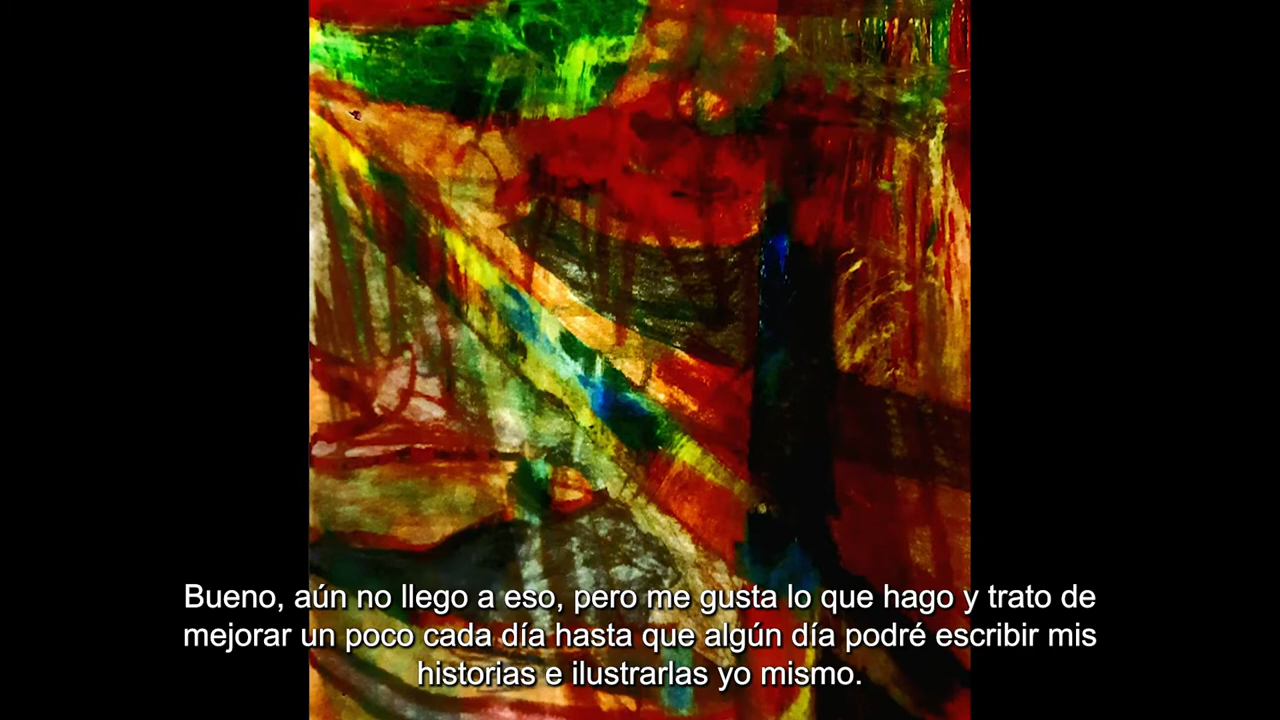 Bueno, aún no llego a eso, pero me gusta lo que hago y trato de
mejorar un poco cada día hasta que algún día podré escribir mis
historias e ilustrarlas yo mismo.